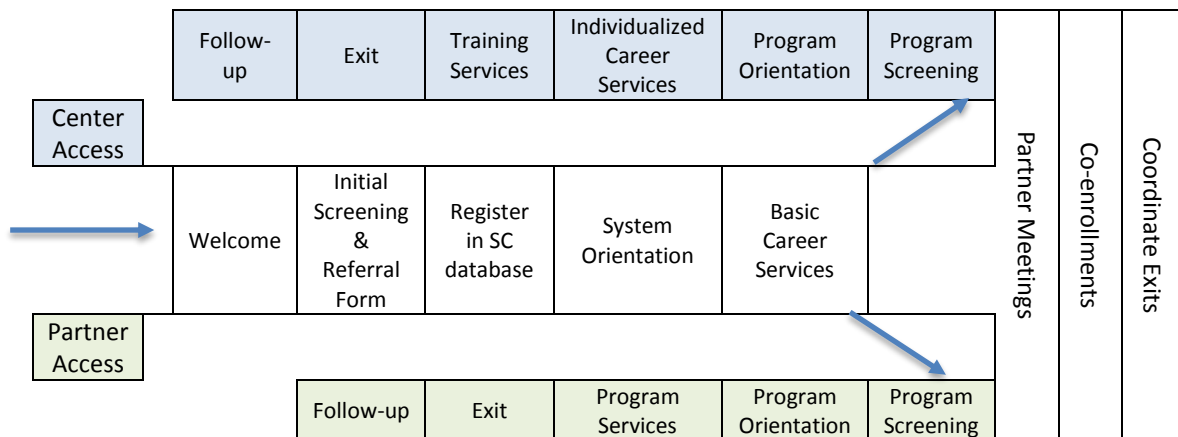 Follow-
up
Exit
Training
Services
Individualized
Career
Services
Program
Orientation
Program
Screening
Center
Access
Welcome
Initial
Screening
&
Referral
Form
Register
in SC
database
System
Orientation
Basic
Career
Services
Partner
Access
Follow-up
Exit
Program
Services
Program
Orientation
Program
Screening
Partner Meetings
Co-enrollments
Coordinate Exits